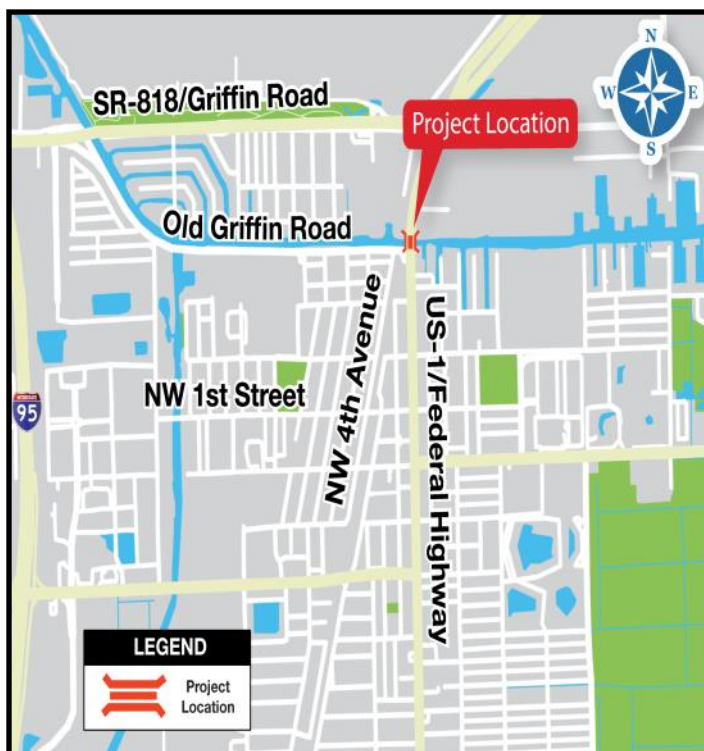 N
W E
S
SR-818/Griffin Road
Project Location
Old Griffin Road
NW 4th Avenue
US-1/Federal Highway
NW 1st Street
INTERSTATE
95
LEGEND
Project
Location